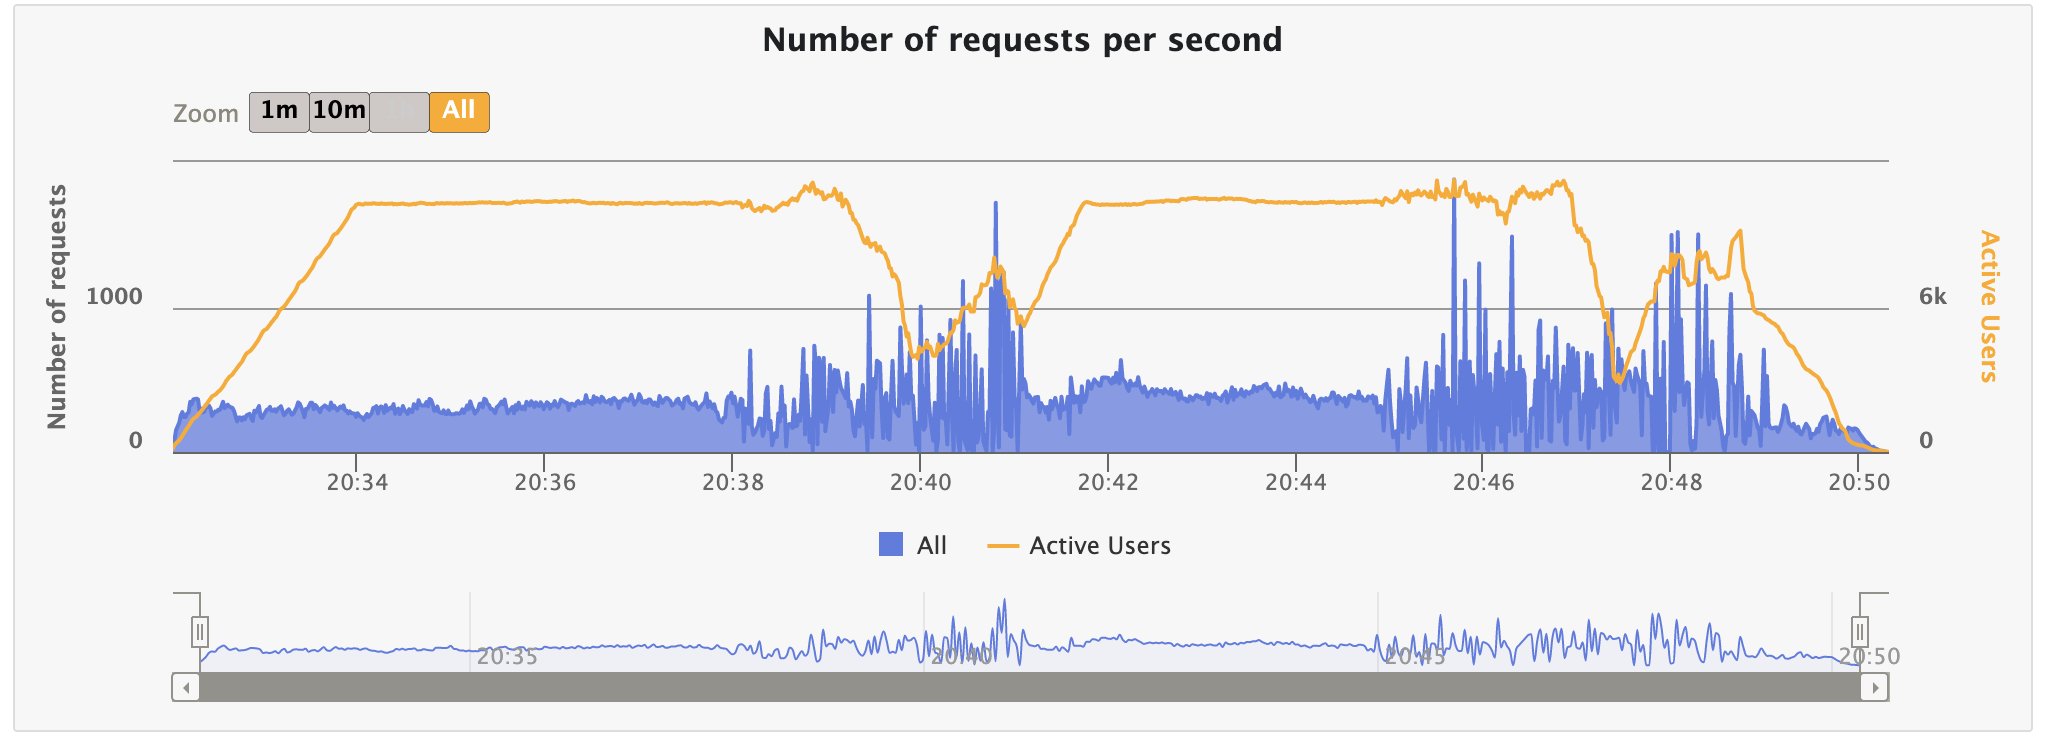 Number of requests per second
Zoom 1m 10m 1h All
Number of requests
1000
0
Active Users
6k
0
20:34 20:36 20:38 20:40 20:42 20:44 20:46 20:48 20:50
All Active Users
20:35 20:40 20:45 20:50